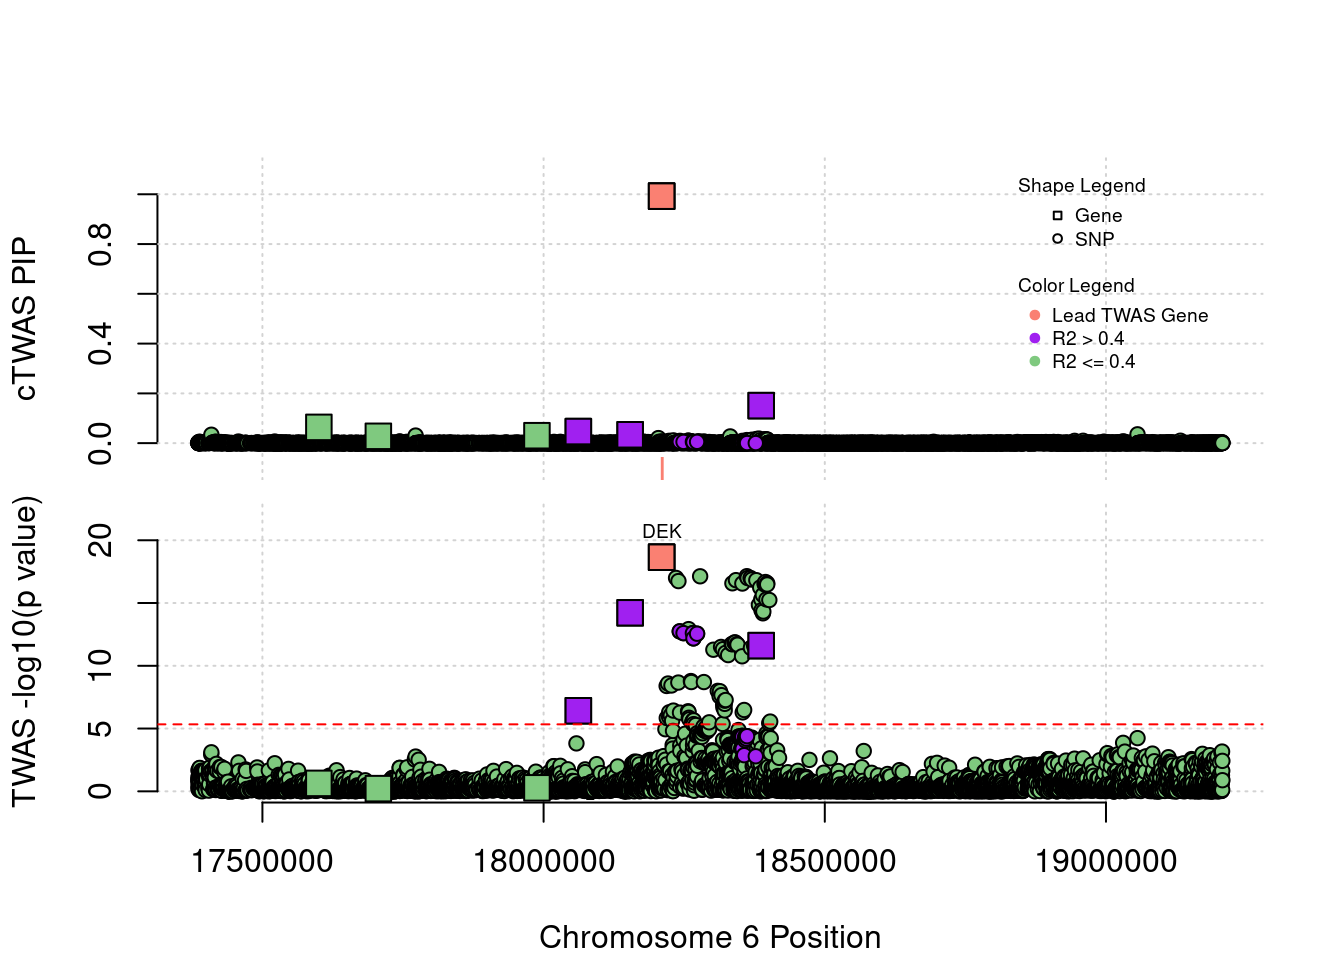 cTWAS PIP
0.8
0.4
0.0
Shape Legend
Gene
SNP
Color Legend
Lead TWAS Gene
R2 > 0.4
R2 <= 0.4
TWAS -log10(p value)
20
10
5
0
DEK
17500000 18000000 18500000 19000000
Chromosome 6 Position